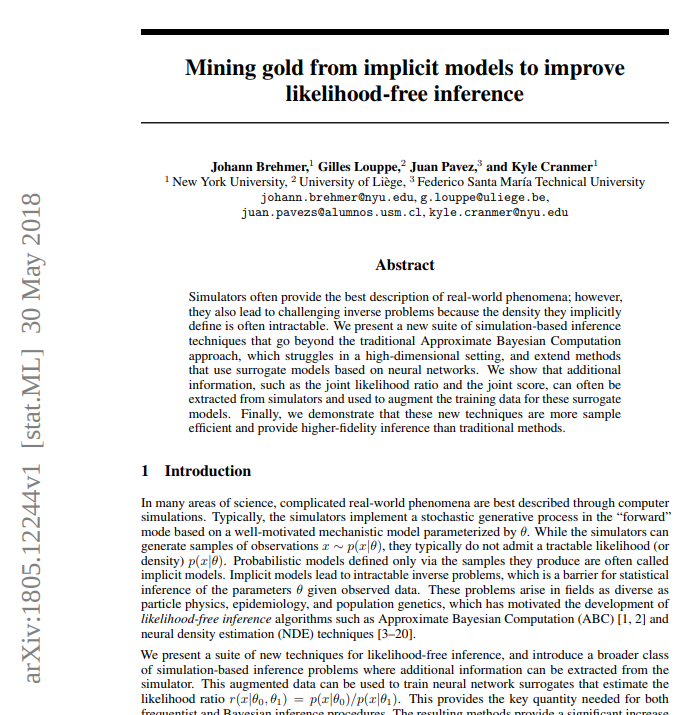 Mining gold from implicit models to improve
likelihood-free inference
Johann Brehmer,¹ Gilles Louppe,² Juan Pavez,³ and Kyle Cranmer¹
¹ New York University, ² University of Liège, ³ Federico Santa María Technical University
johann.brehmer@nyu.edu, g.louppe@uliege.be,
juan.pavezs@alumnos.usm.cl, kyle.cranmer@nyu.edu
arXiv:1805.12244v1 [stat.ML] 30 May 2018
Abstract
Simulators often provide the best description of real-world phenomena; however,
they also lead to challenging inverse problems because the density they implicitly
define is often intractable. We present a new suite of simulation-based inference
techniques that go beyond the traditional Approximate Bayesian Computation
approach, which struggles in a high-dimensional setting, and extend methods
that use surrogate models based on neural networks. We show that additional
information, such as the joint likelihood ratio and the joint score, can often be
extracted from simulators and used to augment the training data for these surrogate
models. Finally, we demonstrate that these new techniques are more sample
efficient and provide higher-fidelity inference than traditional methods.
1 Introduction
In many areas of science, complicated real-world phenomena are best described through computer
simulations. Typically, the simulators implement a stochastic generative process in the “forward”
mode based on a well-motivated mechanistic model parameterized by θ. While the simulators can
generate samples of observations x ∼ p(x|θ), they typically do not admit a tractable likelihood (or
density) p(x|θ). Probabilistic models defined only via the samples they produce are often called
implicit models. Implicit models lead to intractable inverse problems, which is a barrier for statistical
inference of the parameters θ given observed data. These problems arise in fields as diverse as
particle physics, epidemiology, and population genetics, which has motivated the development of
likelihood-free inference algorithms such as Approximate Bayesian Computation (ABC) [1, 2] and
neural density estimation (NDE) techniques [3–20].
We present a suite of new techniques for likelihood-free inference, and introduce a broader class
of simulation-based inference problems where additional information can be extracted from the
simulator. This augmented data can be used to train neural network surrogates that estimate the
likelihood ratio r(x|θ₀, θ₁) = p(x|θ₀)/p(x|θ₁). This provides the key quantity needed for both
frequentist and Bayesian inference procedures. The resulting methods provide a significant increase